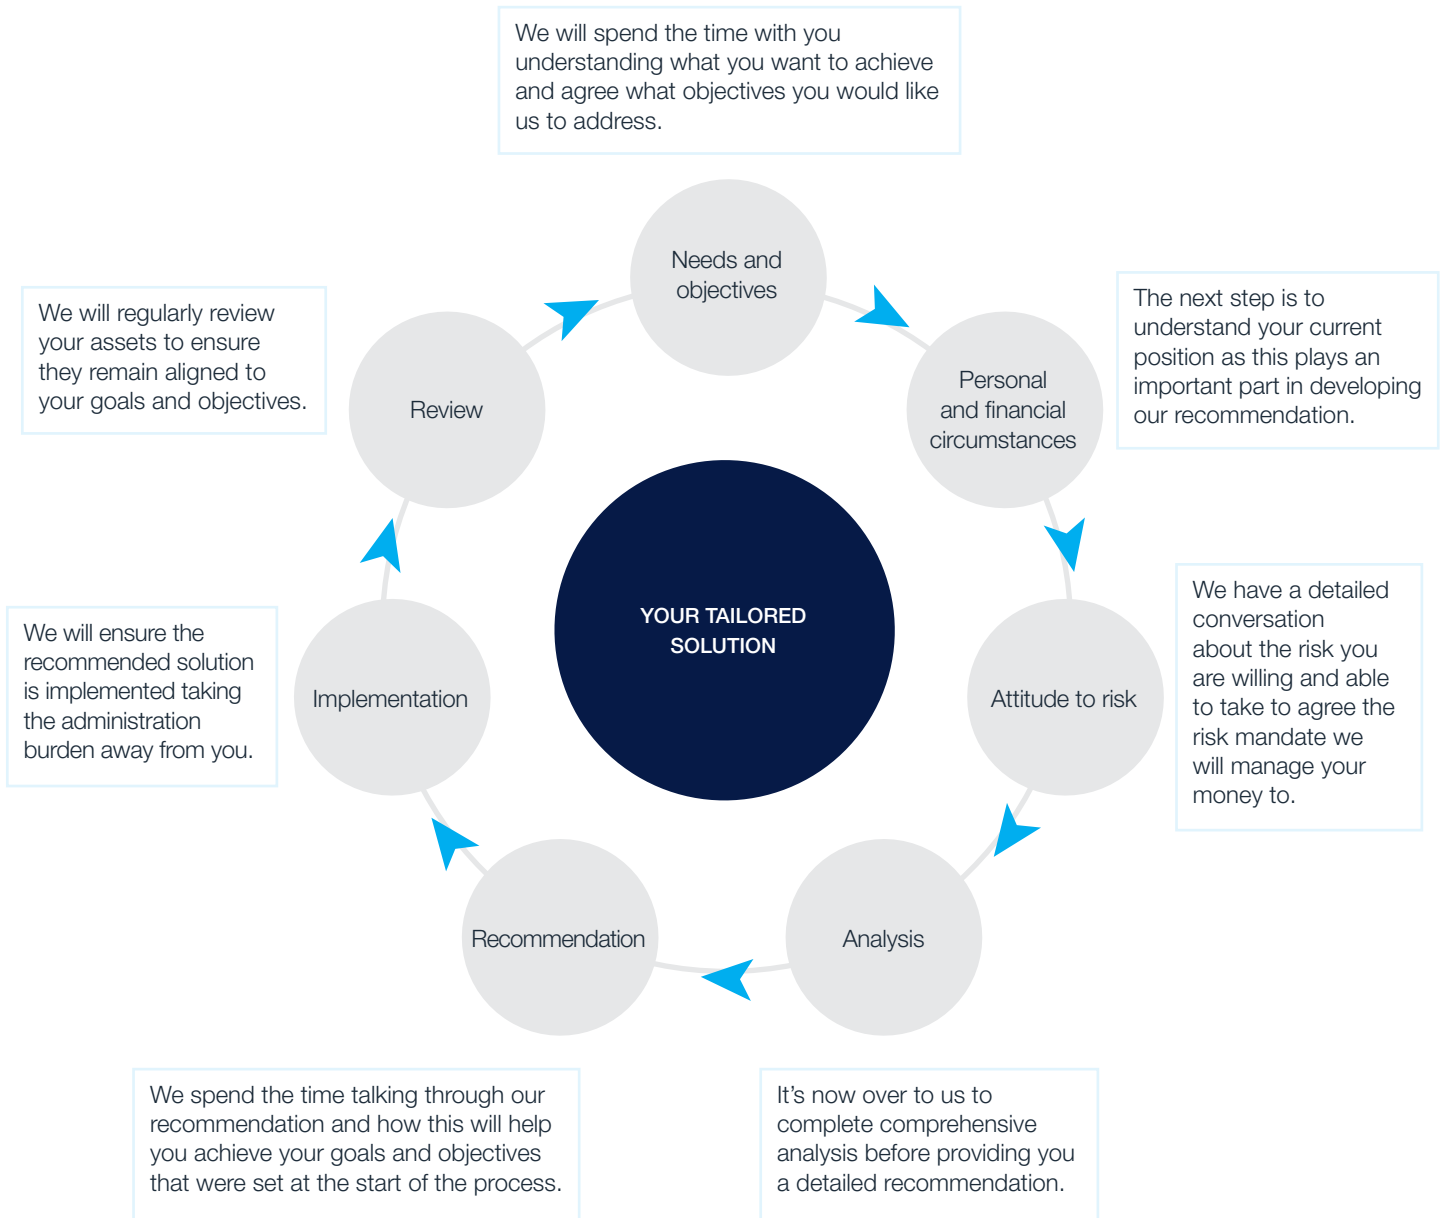 We will spend the time with you
understanding what you want to achieve
and agree what objectives you would like
us to address.
Needs and
objectives
The next step is to
understand your current
position as this plays an
important part in developing
our recommendation.
Personal
and financial
circumstances
We have a detailed
conversation
about the risk you
are willing and able
to take to agree the
risk mandate we
will manage your
money to.
Attitude to risk
Analysis
It’s now over to us to
complete comprehensive
analysis before providing you
a detailed recommendation.
Recommendation
We spend the time talking through our
recommendation and how this will help
you achieve your goals and objectives
that were set at the start of the process.
Implementation
We will ensure the
recommended solution
is implemented taking
the administration
burden away from you.
Review
We will regularly review
your assets to ensure
they remain aligned to
your goals and objectives.
YOUR TAILORED
SOLUTION